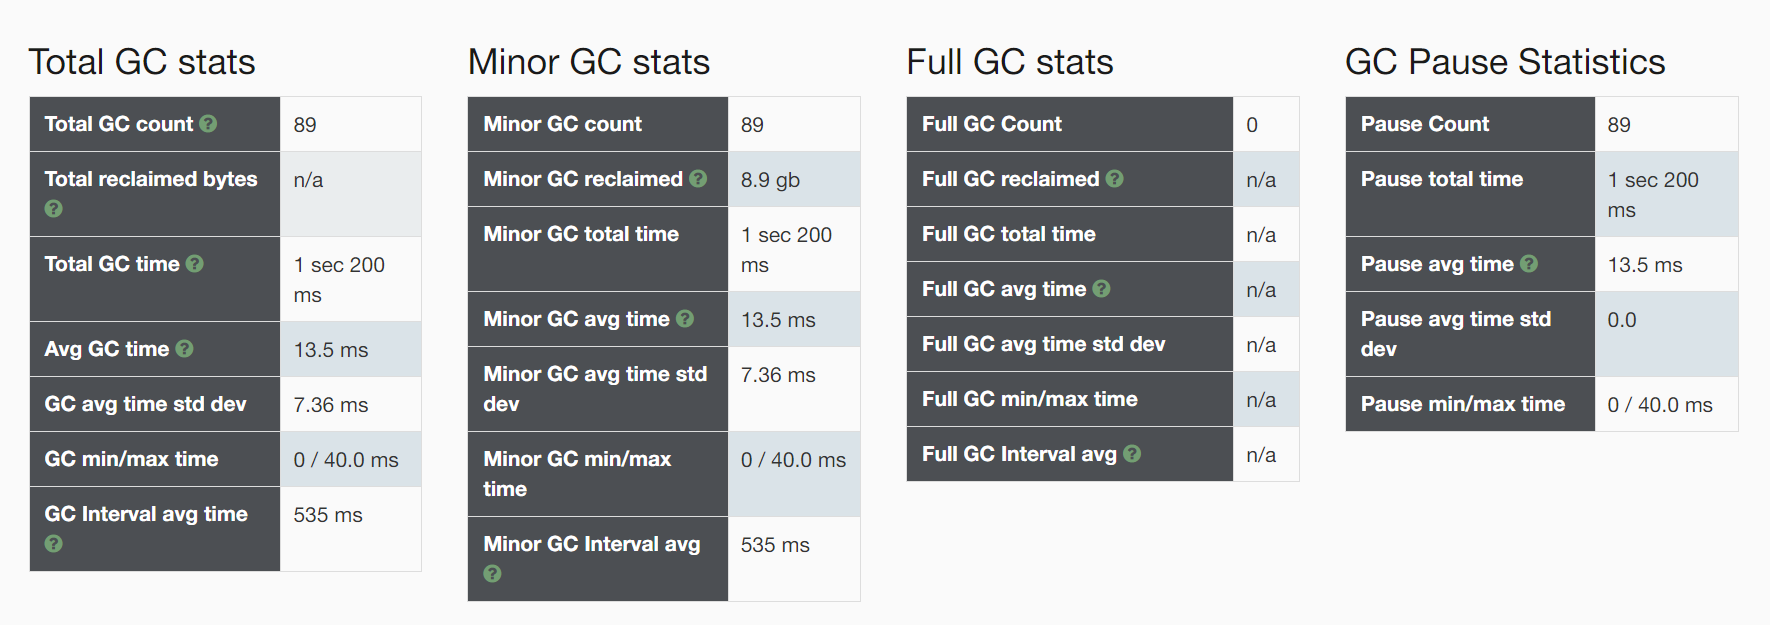 Total GC stats
Total GC count ?
89
Total reclaimed bytes
?
n/a
Total GC time ?
1 sec 200
ms
Avg GC time ?
13.5 ms
GC avg time std dev
7.36 ms
GC min/max time
0 / 40.0 ms
GC Interval avg time
?
535 ms
Minor GC stats
Minor GC count
89
Minor GC reclaimed ?
8.9 gb
Minor GC total time
1 sec 200
ms
Minor GC avg time ?
13.5 ms
Minor GC avg time std
dev
7.36 ms
Minor GC min/max
time
0 / 40.0 ms
Minor GC Interval avg
?
535 ms
Full GC stats
Full GC Count
0
Full GC reclaimed ?
n/a
Full GC total time
n/a
Full GC avg time ?
n/a
Full GC avg time std dev
n/a
Full GC min/max time
n/a
Full GC Interval avg ?
n/a
GC Pause Statistics
Pause Count
89
Pause total time
1 sec 200
ms
Pause avg time ?
13.5 ms
Pause avg time std
dev
0.0
Pause min/max time
0 / 40.0 ms